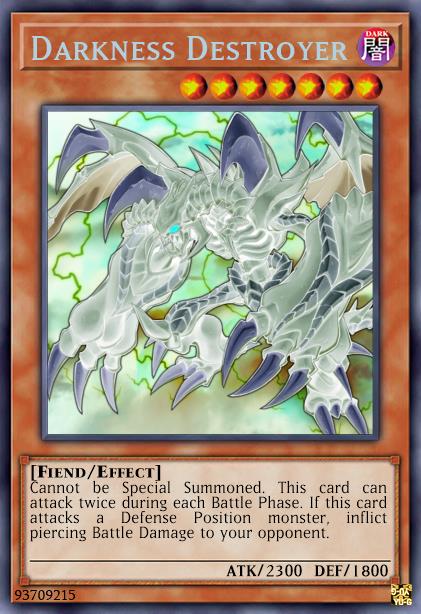 DARKNESS DESTROYER
DARK
闇
[FIEND/EFFECT]
Cannot be Special Summoned. This card can
attack twice during each Battle Phase. If this card
attacks a Defense Position monster, inflict
piercing Battle Damage to your opponent.
ATK/2300 DEF/1800
93709215